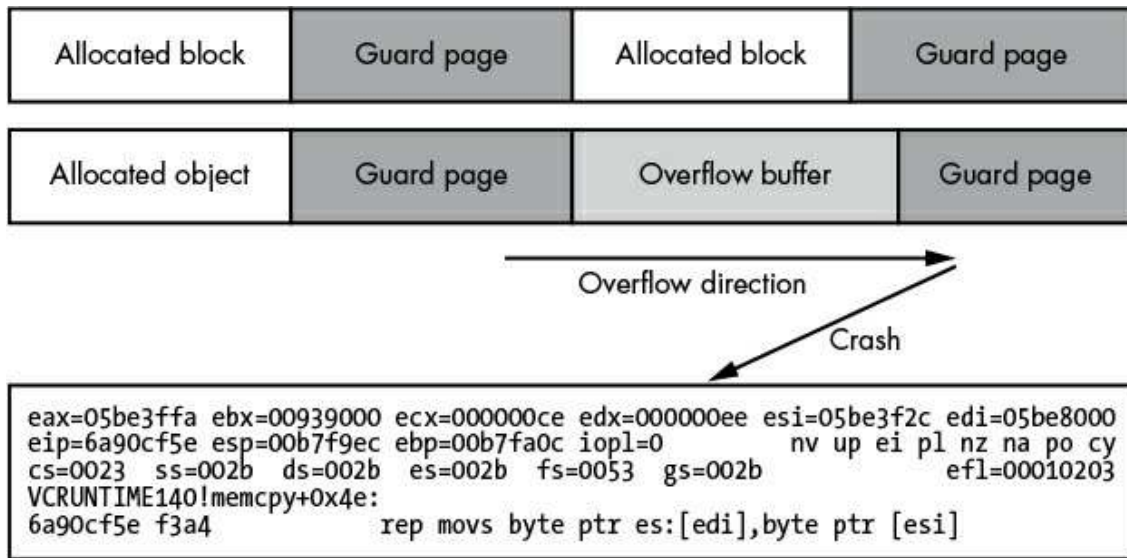 Allocated block Guard page Allocated block Guard page
Allocated object Guard page Overflow buffer Guard page
Overflow direction
Crash
eax=05be3ffa ebx=00939000 ecx=000000ce edx=000000ee esi=05be3f2c edi=05be8000
eip=6a90cf5e esp=00b7f9ec ebp=00b7fa0c iopl=0 nv up ei pl nz na po cy
cs=0023 ss=002b ds=002b es=002b fs=0053 gs=002b efl=00010203
VCRUNTIME140!memcpy+0x4e:
6a90cf5e f3a4 rep movs byte ptr es:[edi],byte ptr [esi]